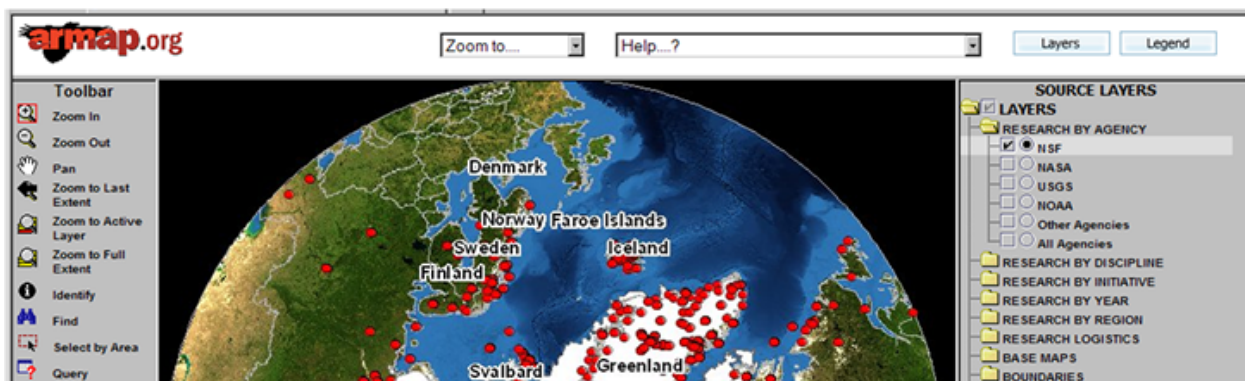 armap.org
Zoom to....
Help....?
Layers
Legend
Toolbar
Zoom In
Zoom Out
Pan
Zoom to Last
Extent
Zoom to Active
Layer
Zoom to Full
Extent
Identify
Find
Select by Area
Query
Denmark
Norway
Faroe Islands
Sweden
Iceland
Finland
Svalbard
Greenland
SOURCE LAYERS
LAYERS
RESEARCH BY AGENCY
NSF
NASA
USGS
NOAA
Other Agencies
All Agencies
RESEARCH BY DISCIPLINE
RESEARCH BY INITIATIVE
RESEARCH BY YEAR
RESEARCH BY REGION
RESEARCH LOGISTICS
BASE MAPS
BOUNDARIES